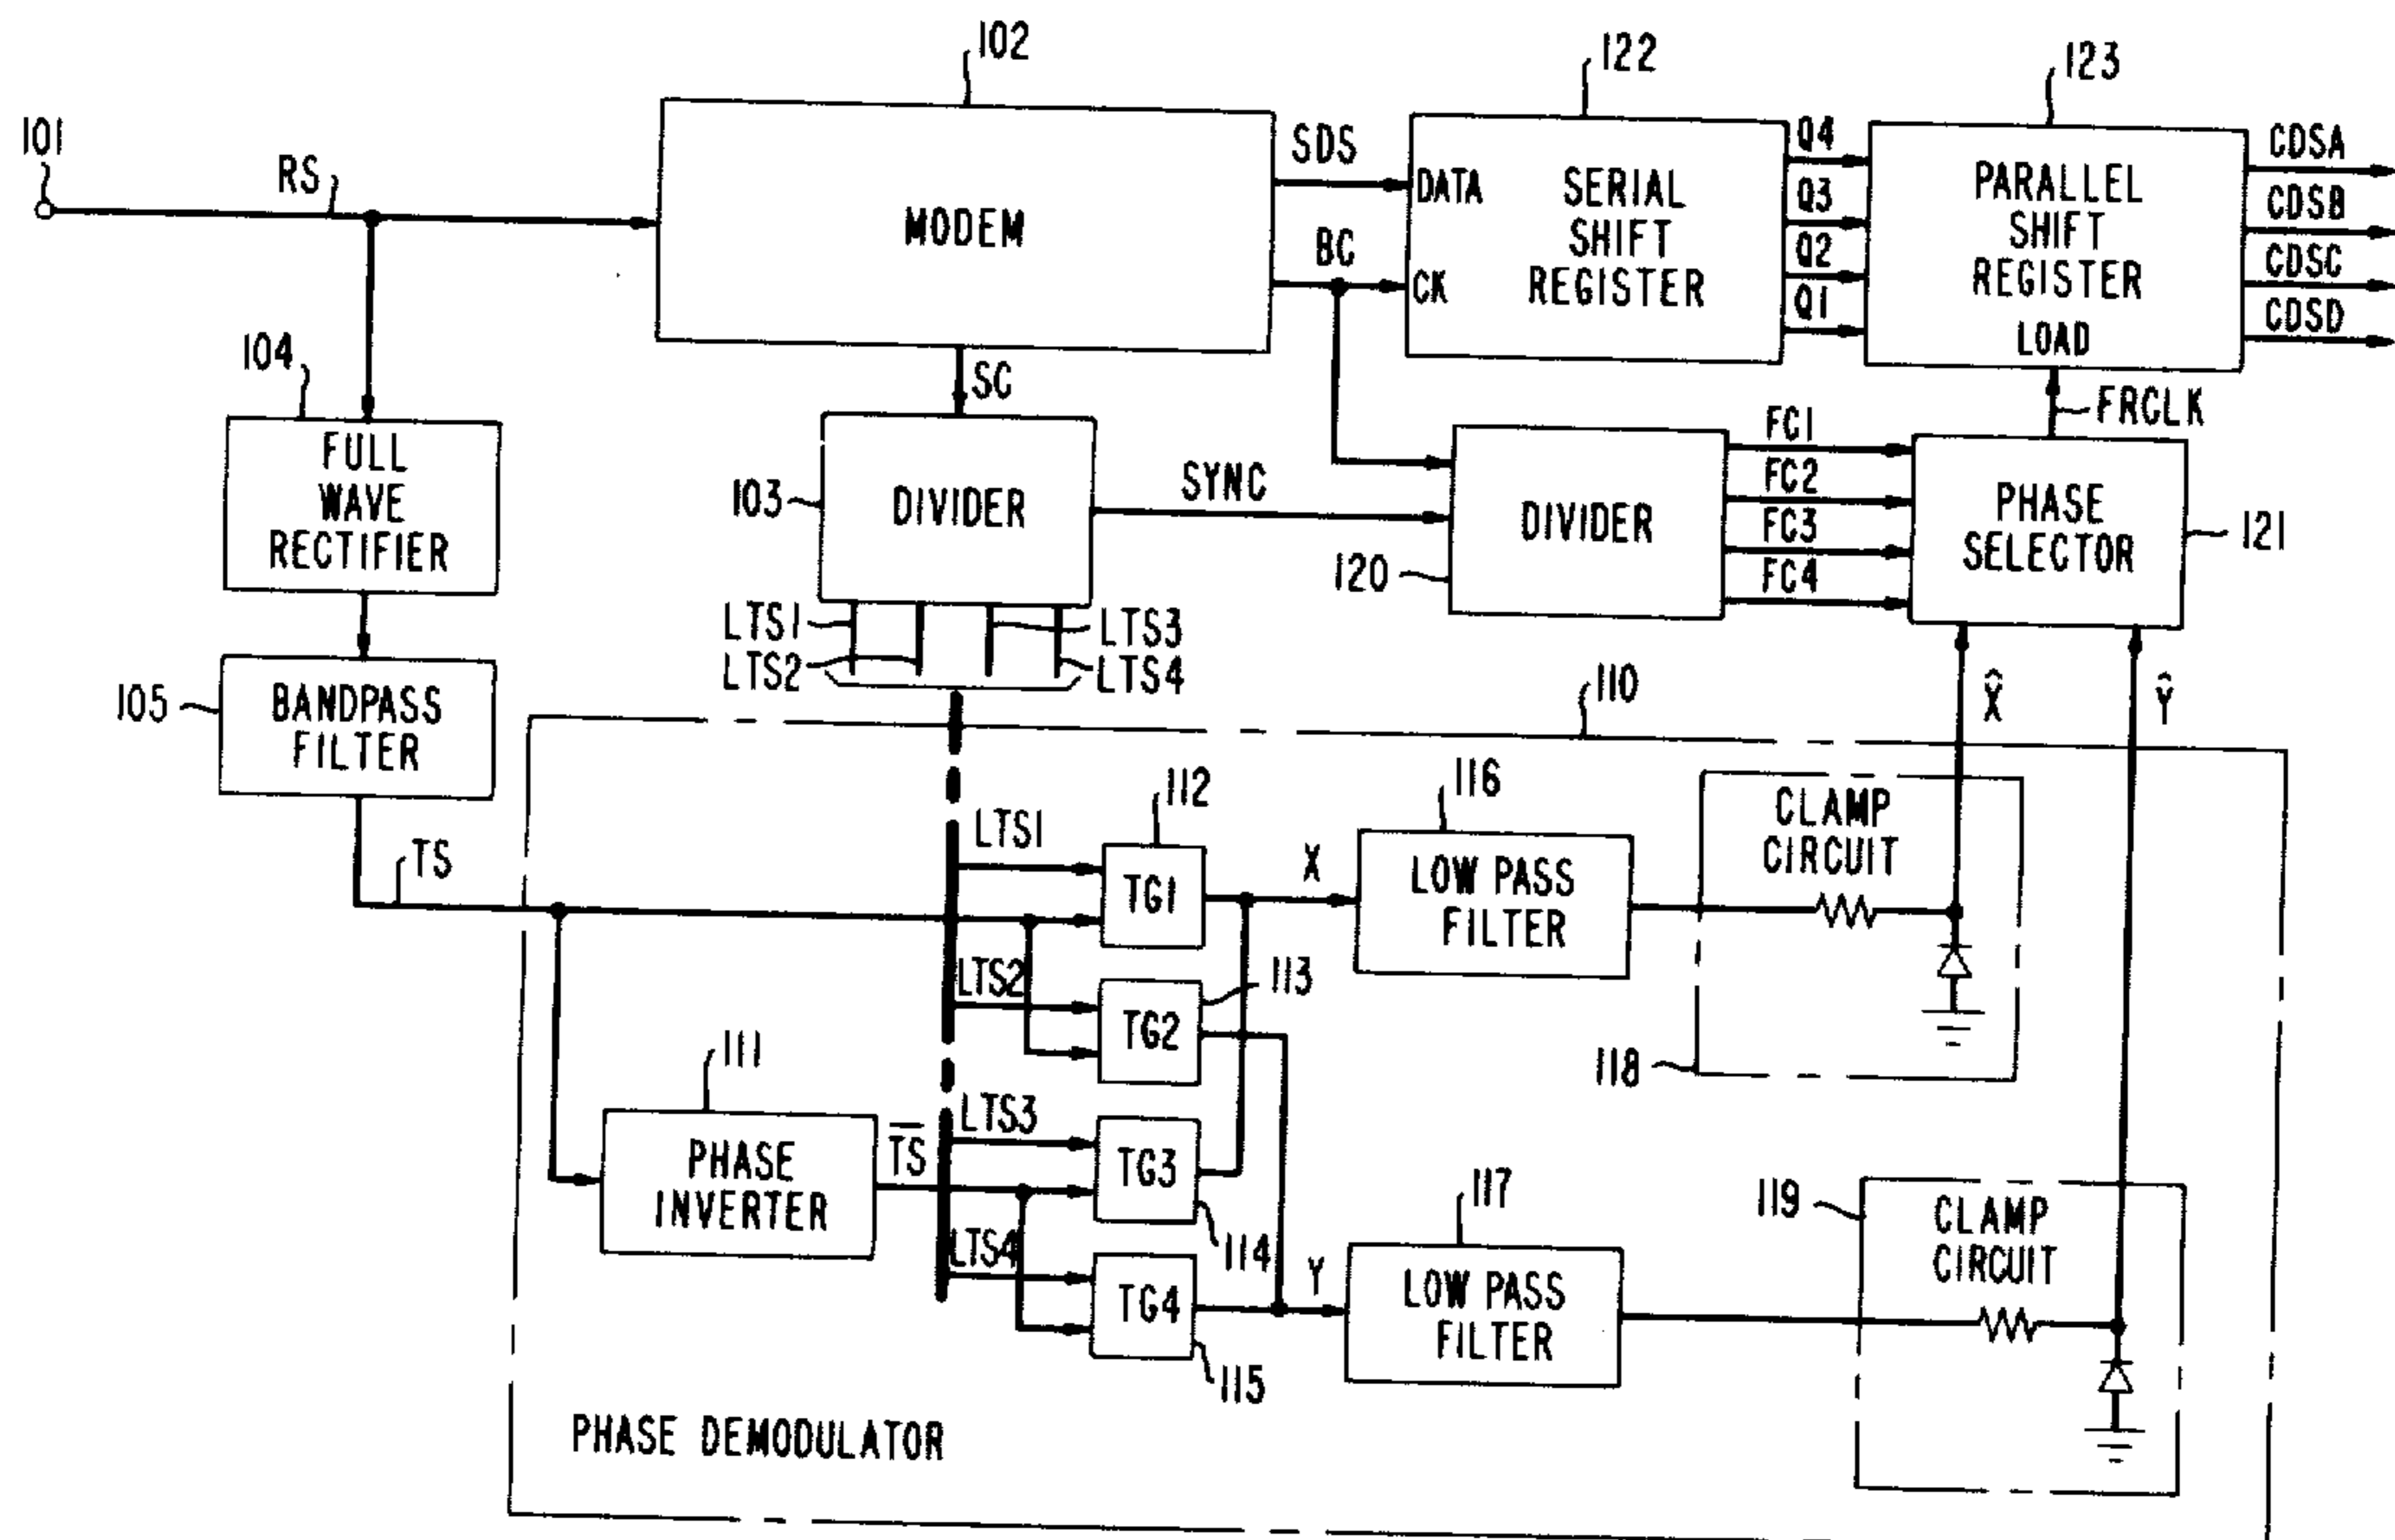 102
122
123
101
RS
MODEM
SDS
BC
DATA
CK
SERIAL
SHIFT
REGISTER
Q4
Q3
Q2
Q1
PARALLEL
SHIFT
REGISTER
LOAD
CDSA
CDSB
CDSC
CDSD
104
FULL
WAVE
RECTIFIER
SC
103
DIVIDER
SYNC
DIVIDER
120
FC1
FC2
FC3
FC4
FRCLK
PHASE
SELECTOR
121
LTS1
LTS2
LTS3
LTS4
105
BANDPASS
FILTER
110
X̂
Ŷ
TS
LTS1
112
TG1
X
116
LOW PASS
FILTER
CLAMP
CIRCUIT
118
LTS2
113
TG2
111
PHASE
INVERTER
T̅S̅
LTS3
TG3
114
LTS4
TG4
115
Y
117
LOW PASS
FILTER
119
CLAMP
CIRCUIT
PHASE DEMODULATOR